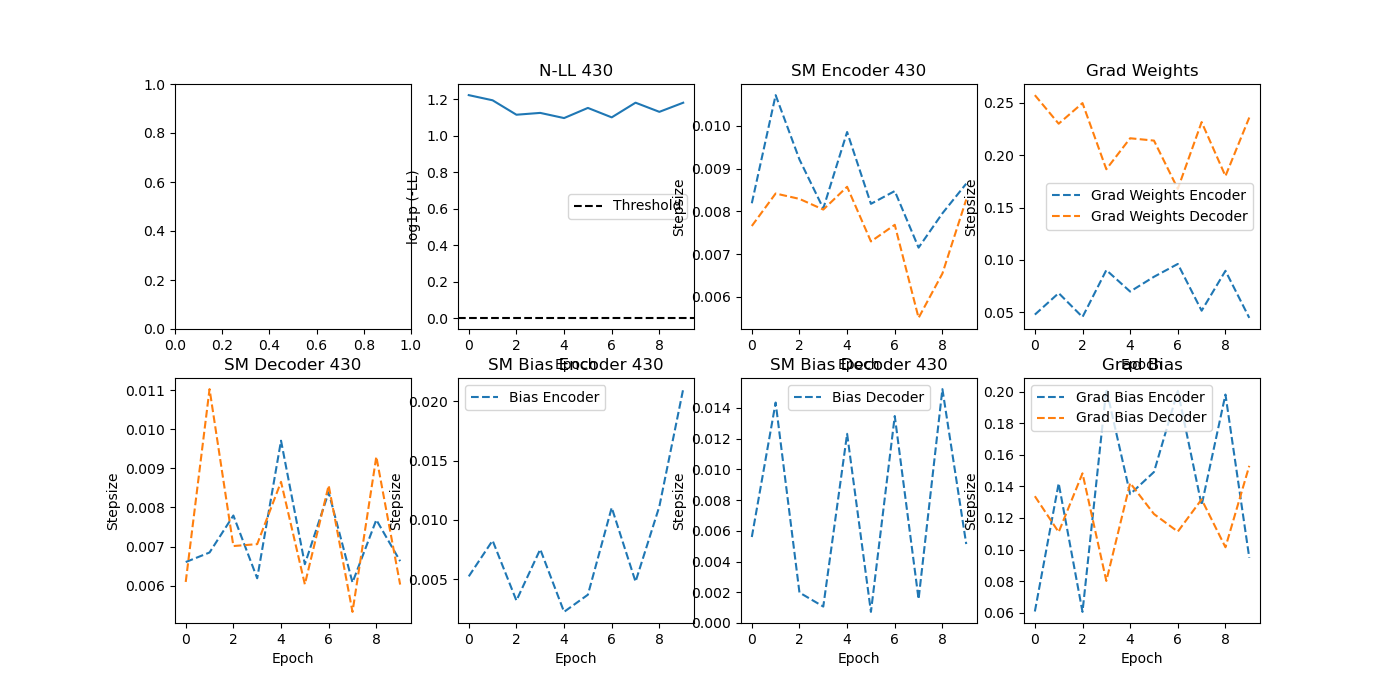 1.0
0.8
0.6
0.4
0.2
0.0
0.0 0.2 0.4 0.6 0.8 1.0
N-LL 430
log1p (-LL)
1.2
1.0
0.8
0.6
0.4
0.2
0.0
Threshold
0 2 4 6 8
Epoch
SM Encoder 430
Stepsize
0.010
0.009
0.008
0.007
0.006
0 2 4 6 8
Epoch
Grad Weights
Stepsize
0.25
0.20
0.15
0.10
0.05
Grad Weights Encoder
Grad Weights Decoder
0 2 4 6 8
Epoch
SM Decoder 430
Stepsize
0.011
0.010
0.009
0.008
0.007
0.006
0 2 4 6 8
Epoch
SM Bias Encoder 430
Stepsize
0.020
0.015
0.010
0.005
Bias Encoder
0 2 4 6 8
Epoch
SM Bias Decoder 430
Stepsize
0.014
0.012
0.010
0.008
0.006
0.004
0.002
0.000
Bias Decoder
0 2 4 6 8
Epoch
Grad Bias
Stepsize
0.20
0.18
0.16
0.14
0.12
0.10
0.08
0.06
Grad Bias Encoder
Grad Bias Decoder
0 2 4 6 8
Epoch